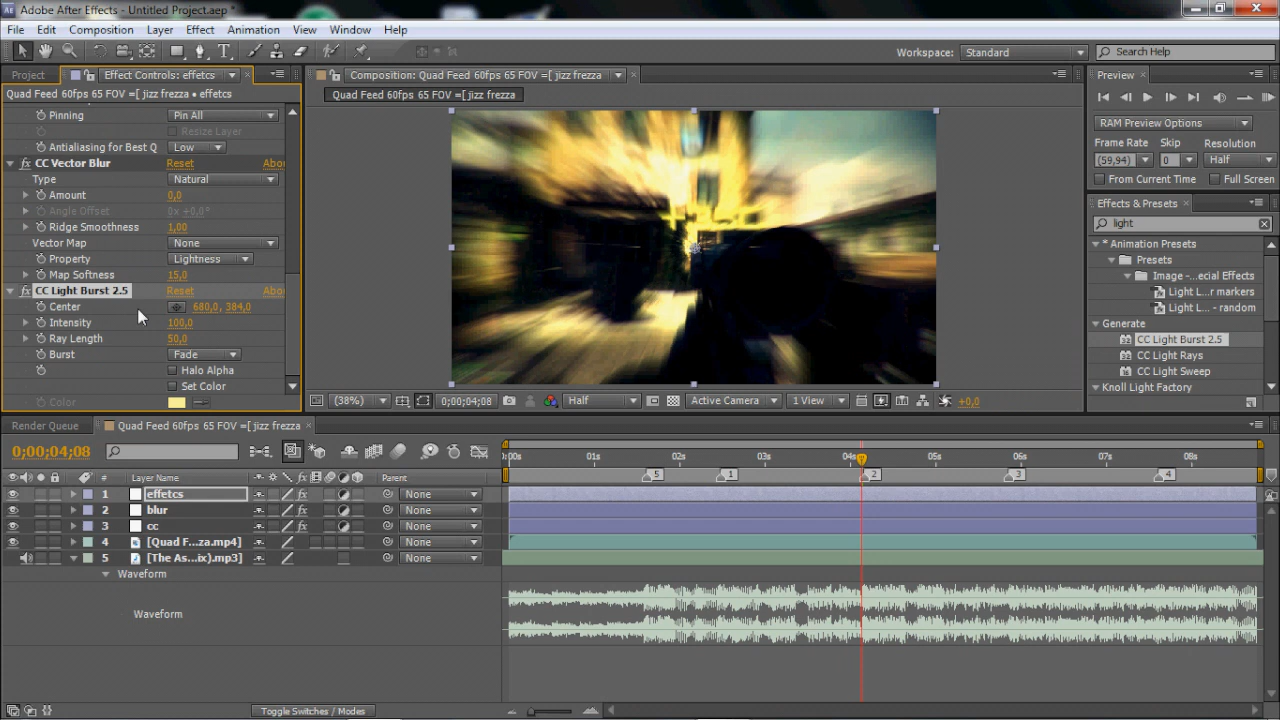 Adobe After Effects - Untitled Project.aep *
File Edit Composition Layer Effect Animation View Window Help
Workspace: Standard Search Help
Project Effect Controls: effetcs
Quad Feed 60fps 65 FOV =[ jizz frezza • effetcs
Pinning Pin All
Resize Layer
Antialiasing for Best Q Low
fx CC Vector Blur Reset Abou
Type Natural
Amount 0,0
Angle Offset 0x +0,0°
Ridge Smoothness 1,00
Vector Map None
Property Lightness
Map Softness 15,0
fx CC Light Burst 2.5 Reset Abou
Center 680,0, 384,0
Intensity 100,0
Ray Length 50,0
Burst Fade
Halo Alpha
Set Color
Color
Composition: Quad Feed 60fps 65 FOV =[ jizz frezza
Quad Feed 60fps 65 FOV =[ jizz frezza
(38%) 0;00;04;08 Half Active Camera 1 View +0,0
Preview
RAM Preview Options
Frame Rate Skip Resolution
(59,94) 0 Half
From Current Time Full Screen
Effects & Presets
light
* Animation Presets
Presets
Image -...ecial Effects
Light L...r markers
Light L... - random
Generate
CC Light Burst 2.5
CC Light Rays
CC Light Sweep
Knoll Light Factory
Render Queue Quad Feed 60fps 65 FOV =[ jizz frezza
0;00;04;08
# Layer Name Parent
1 effetcs None
2 blur None
3 cc None
4 [Quad F...za.mp4] None
5 [The As...ix).mp3] None
Waveform
Waveform
Toggle Switches / Modes
:00s 01s 02s 03s 04s 05s 06s 07s 08s
5 1 2 3 4